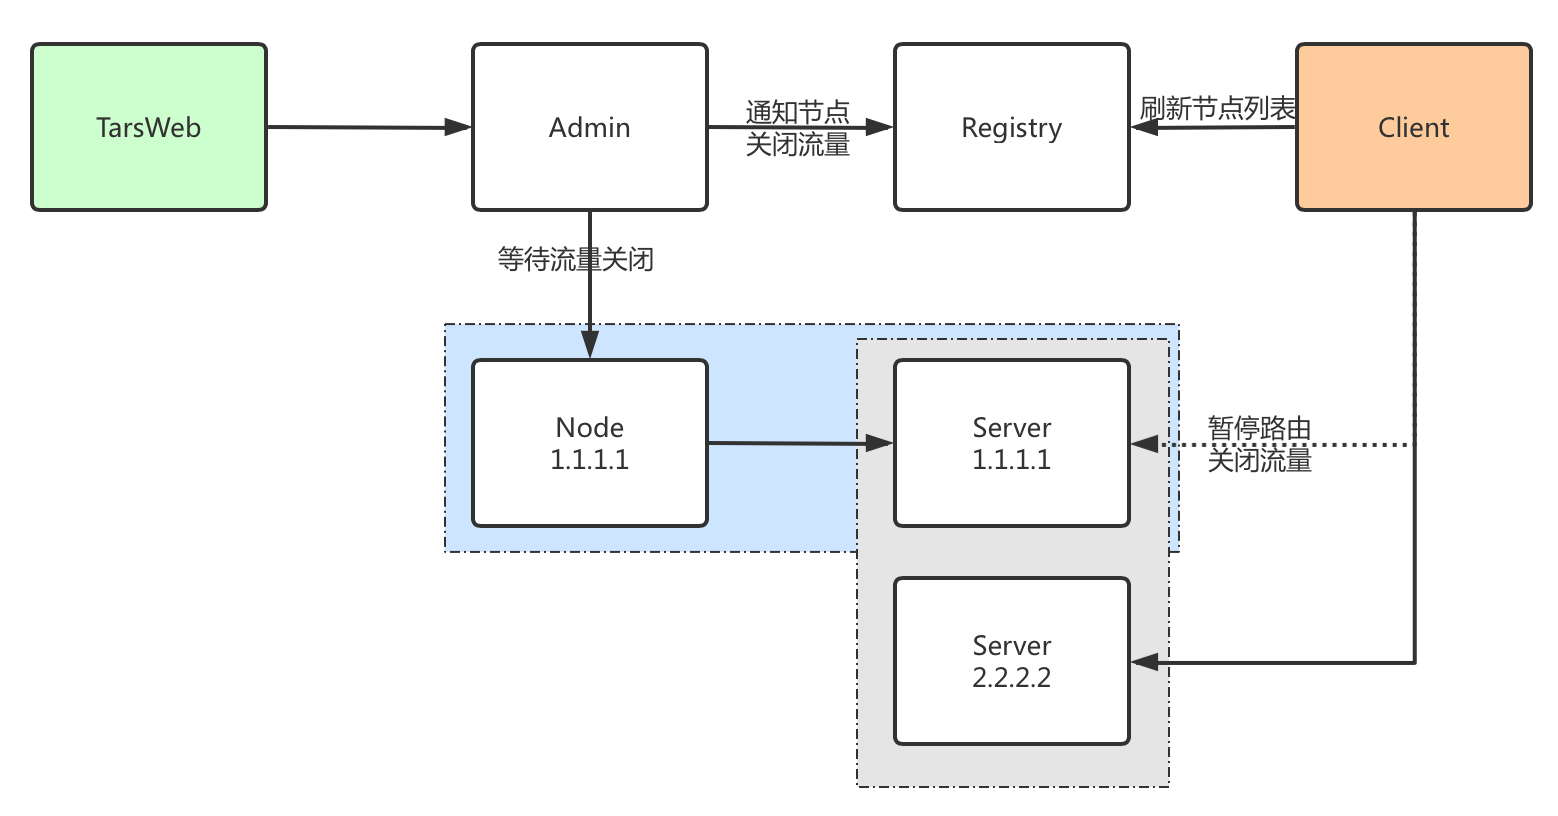 TarsWeb
Admin
通知节点
关闭流量
Registry
刷新节点列表
Client
等待流量关闭
Node
1.1.1.1
Server
1.1.1.1
暂停路由
关闭流量
Server
2.2.2.2